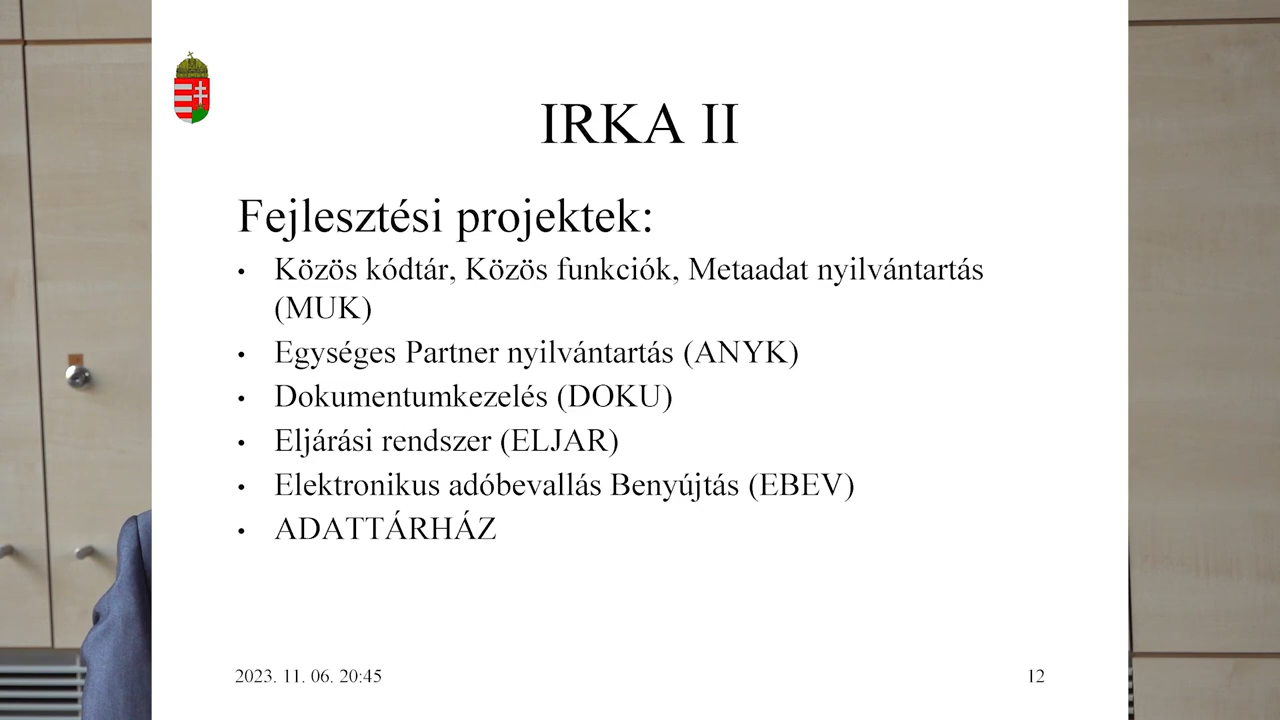 IRKA II
Fejlesztési projektek:
• Közös kódtár, Közös funkciók, Metaadat nyilvántartás
(MUK)
• Egységes Partner nyilvántartás (ANYK)
• Dokumentumkezelés (DOKU)
• Eljárási rendszer (ELJAR)
• Elektronikus adóbevallás Benyújtás (EBEV)
• ADATTÁRHÁZ
2023. 11. 06. 20:45
12